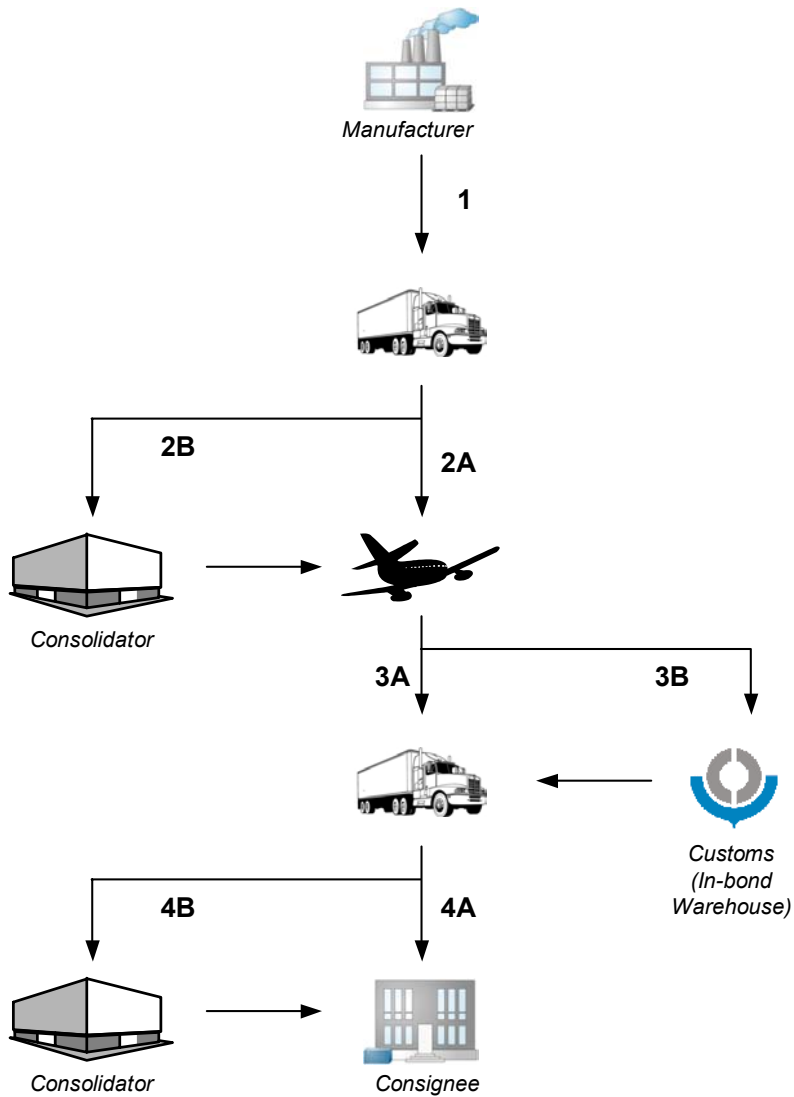 Manufacturer
1
2B
2A
Consolidator
3A
3B
Customs
(In-bond
Warehouse)
4B
4A
Consolidator
Consignee